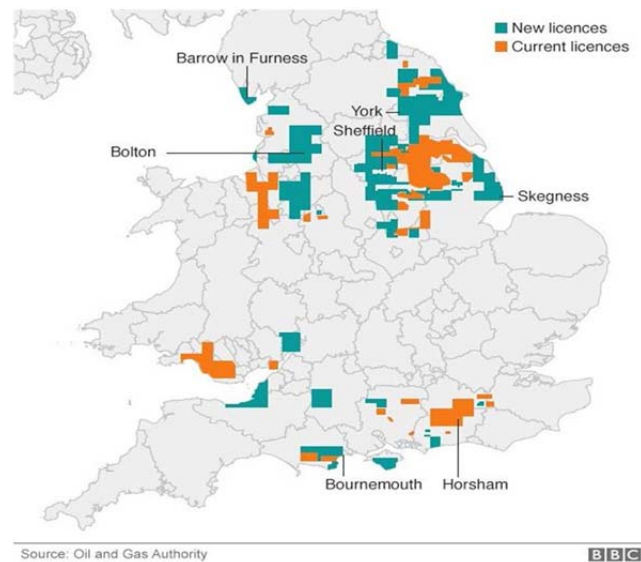 New licences
Current licences
Barrow in Furness
York
Sheffield
Bolton
Skegness
Bournemouth
Horsham
Source: Oil and Gas Authority
BBC